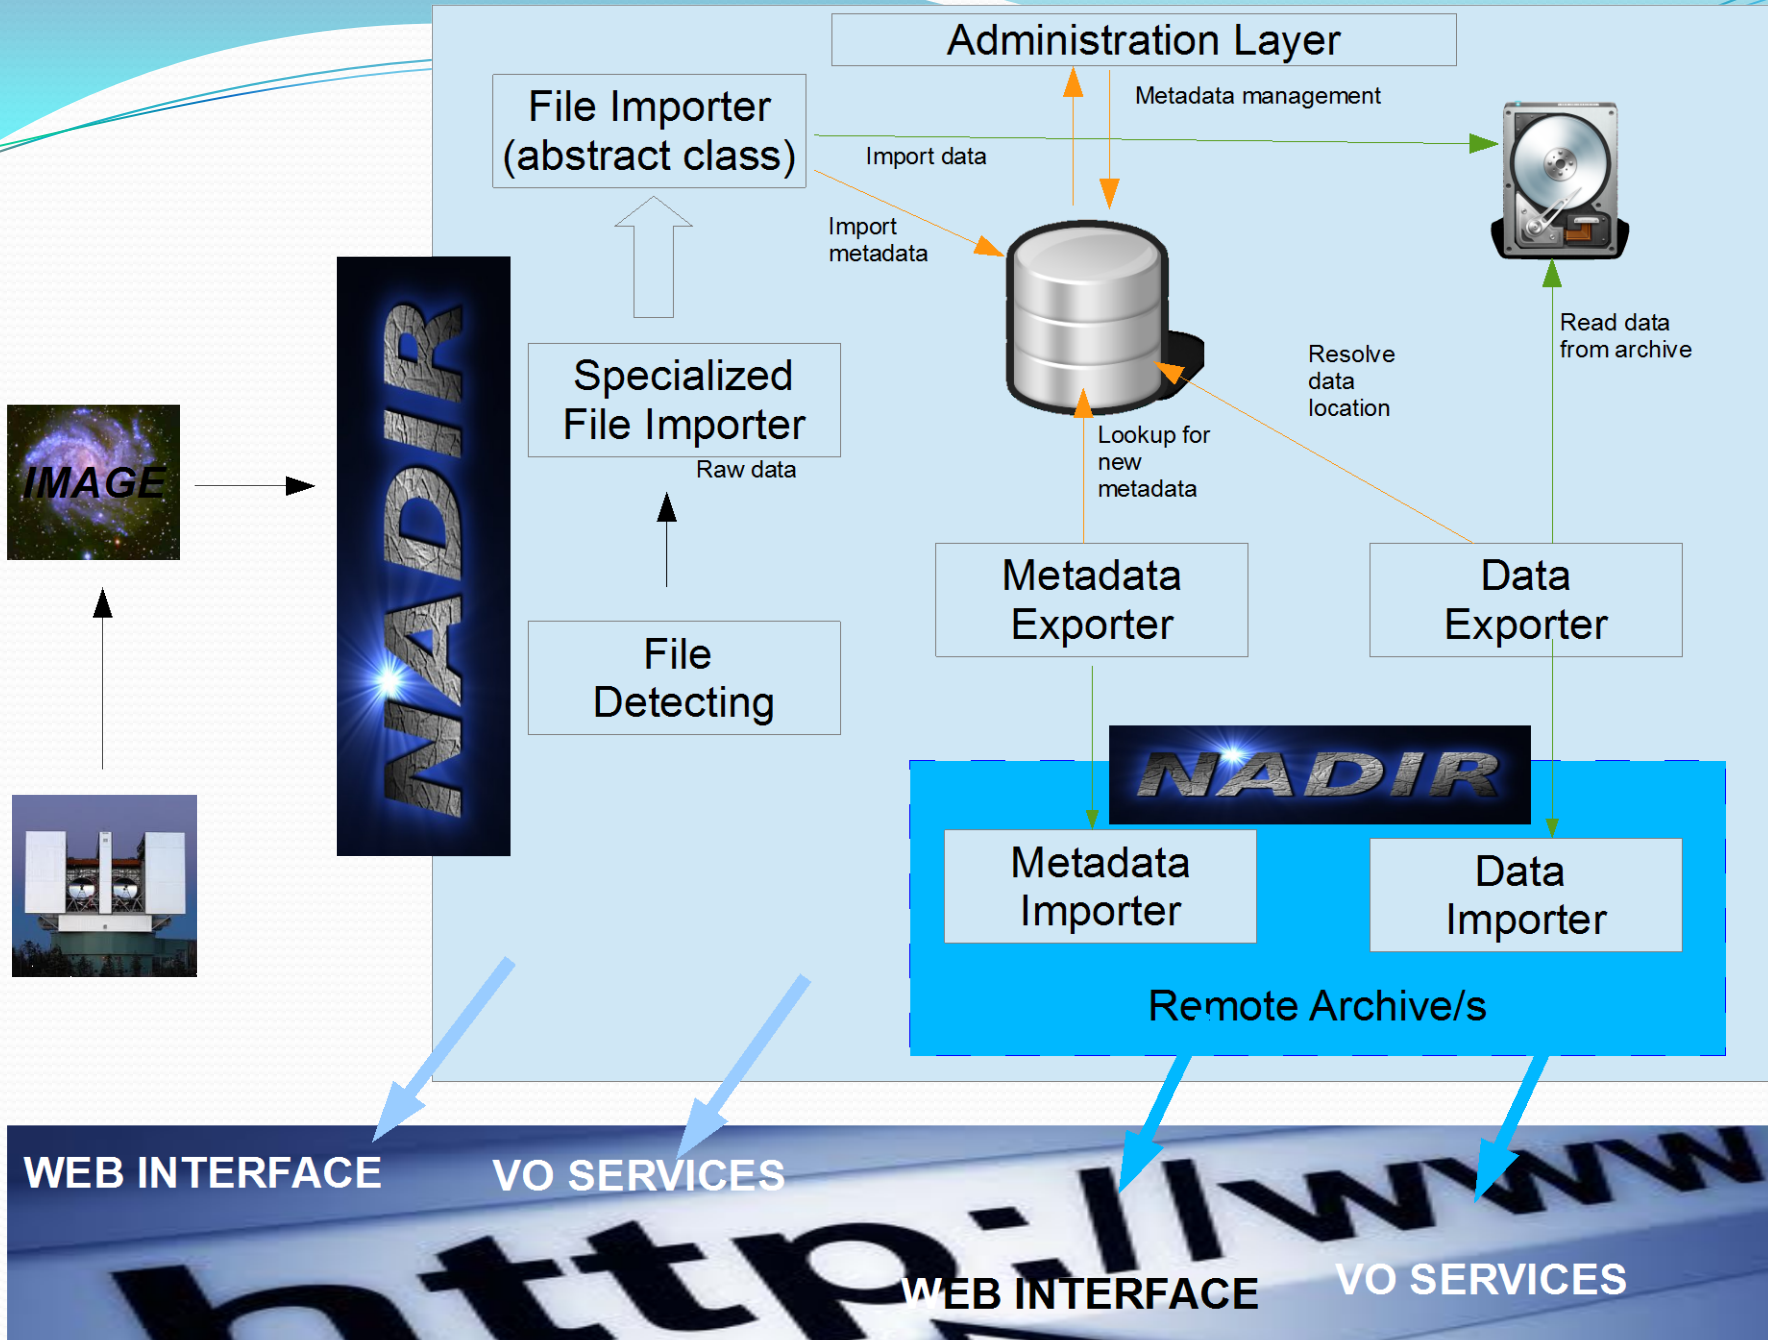 Administration Layer
File Importer
(abstract class)
Metadata management
Import data
Import
metadata
NADIR
Specialized
File Importer
Raw data
Resolve
data
location
Read data
from archive
IMAGE
Lookup for
new
metadata
File
Detecting
Metadata
Exporter
Data
Exporter
NADIR
Metadata
Importer
Data
Importer
Remote Archive/s
WEB INTERFACE
VO SERVICES
http://www
WEB INTERFACE
VO SERVICES